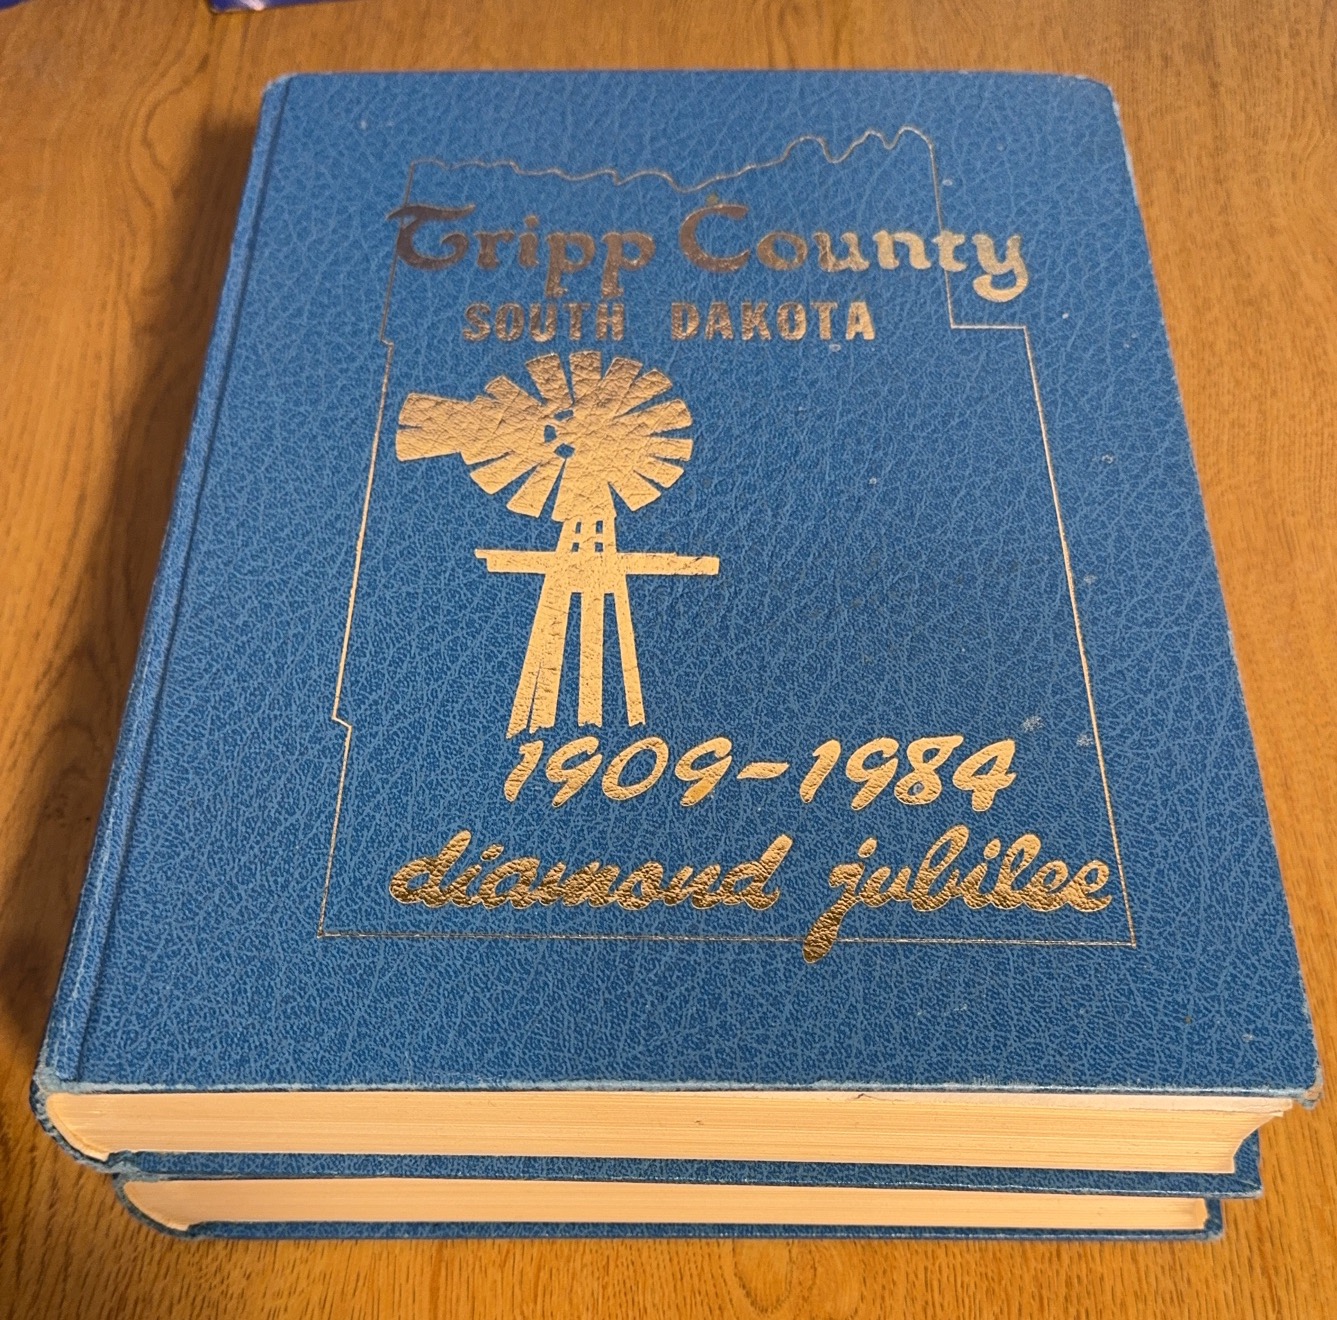 Tripp County
SOUTH DAKOTA
1909-1984
diamond jubilee